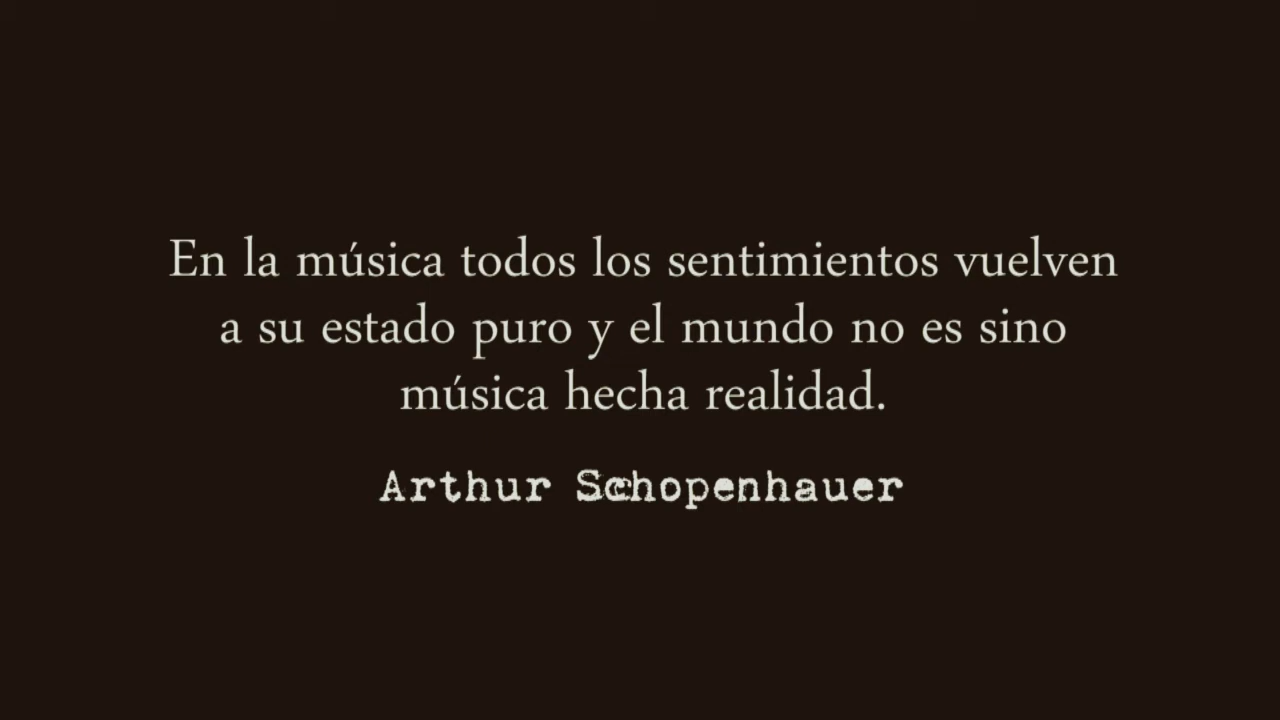 En la música todos los sentimientos vuelven
a su estado puro y el mundo no es sino
música hecha realidad.
Arthur Schopenhauer